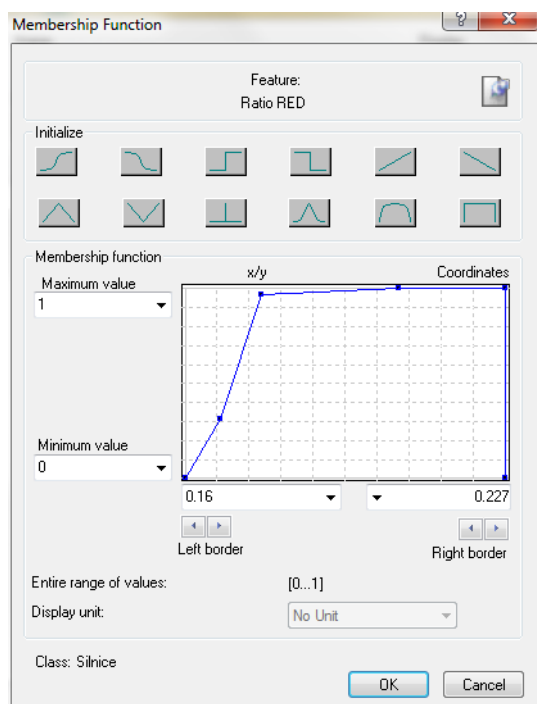 Membership Function
?
X
Feature:
Ratio RED
Initialize
Membership function
x/y
Coordinates
Maximum value
1
Minimum value
0
0.16
0.227
Left border
Right border
Entire range of values:
[0...1]
Display unit:
No Unit
Class: Silnice
OK
Cancel